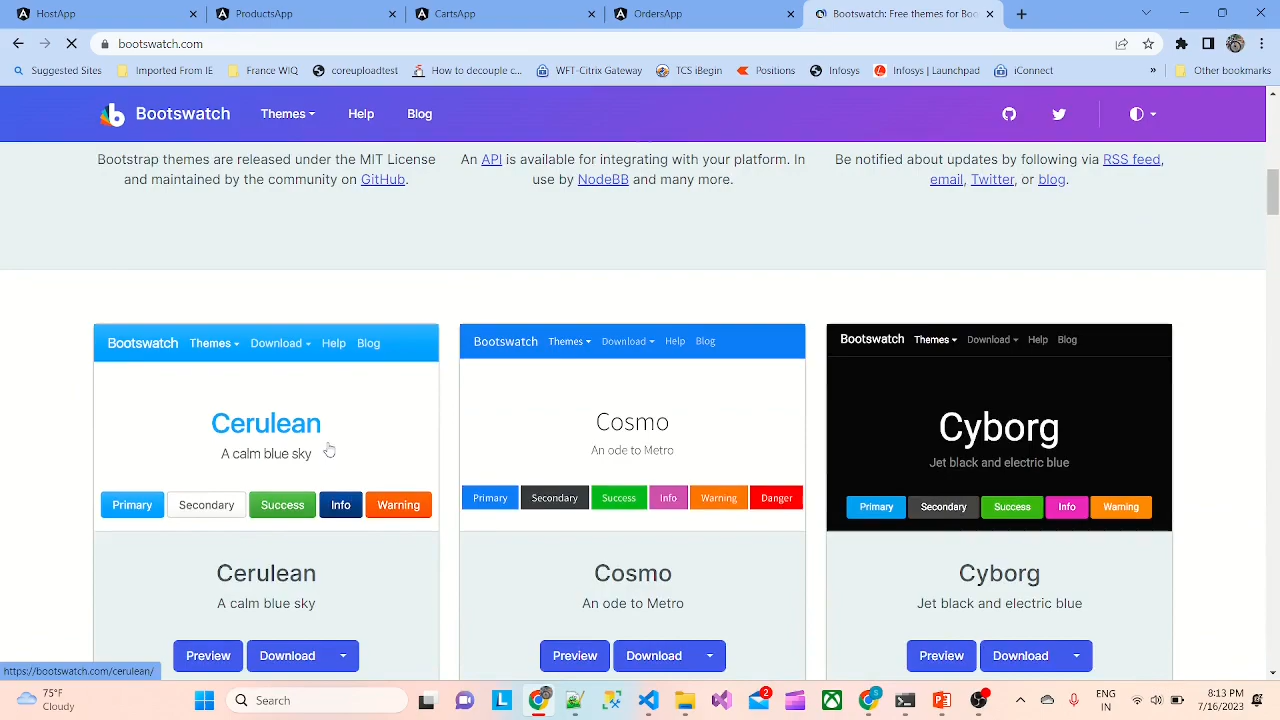 HostApp
ProductsApp
CartsApp
OrdersApp
Bootswatch: Free themes for Boo
bootswatch.com
Suggested Sites
Imported From IE
Franco WIQ
coreuploadtest
How to couple c...
WFT-Citrix Gateway
TCS iBegin
Positions
Infosys
Infosys | Launchpad
iConnect
»
Other bookmarks
Bootswatch
Themes
Help
Blog
Bootstrap themes are released under the MIT License
and maintained by the community on GitHub.
An API is available for integrating with your platform. In
use by NodeBB and many more.
Be notified about updates by following via RSS feed,
email, Twitter, or blog.
Bootswatch Themes Download Help Blog
Cerulean
A calm blue sky
Primary Secondary Success Info Warning
Cerulean
A calm blue sky
Preview Download
Bootswatch Themes Download Help Blog
Cosmo
An ode to Metro
Primary Secondary Success Info Warning Danger
Cosmo
An ode to Metro
Preview Download
Bootswatch Themes Download Help Blog
Cyborg
Jet black and electric blue
Primary Secondary Success Info Warning
Cyborg
Jet black and electric blue
Preview Download
https://bootswatch.com/cerulean/
75°F
Cloudy
Search
2
S
ENG
IN
8:13 PM
7/16/2023